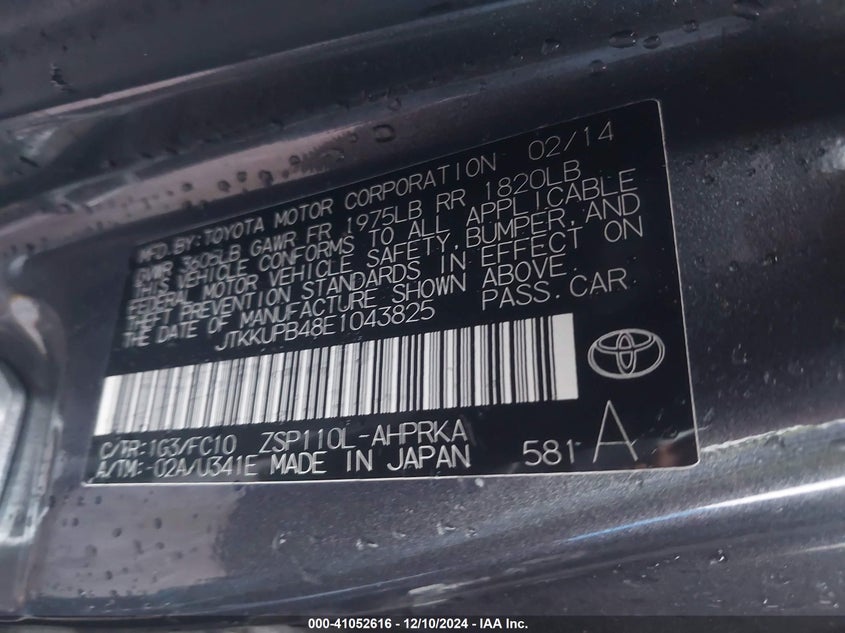 MFD.BY:TOYOTA MOTOR CORPORATION 02/14
GVWR 3605LB GAWR FR 1975LB RR 1820LB
THIS VEHICLE CONFORMS TO ALL APPLICABLE
FEDERAL MOTOR VEHICLE SAFETY,BUMPER,AND
THEFT PREVENTION STANDARDS IN EFFECT ON
THE DATE OF MANUFACTURE SHOWN ABOVE.
JTKKUPB48E1043825 PASS.CAR
C/TR:1G3/FC10 ZSP110L-AHPRKA
A/TM:-02A/U341E MADE IN JAPAN 581 A
000-41052616 - 12/10/2024 - IAA Inc.